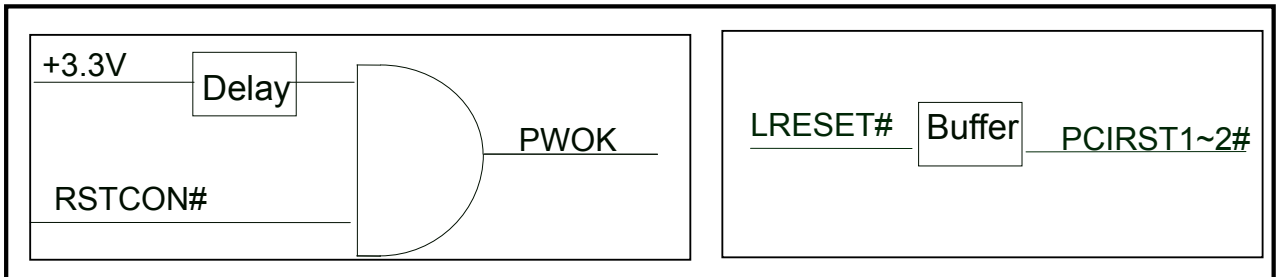 +3.3V
Delay
PWOK
RSTCON#
LRESET#
Buffer
PCIRST1~2#